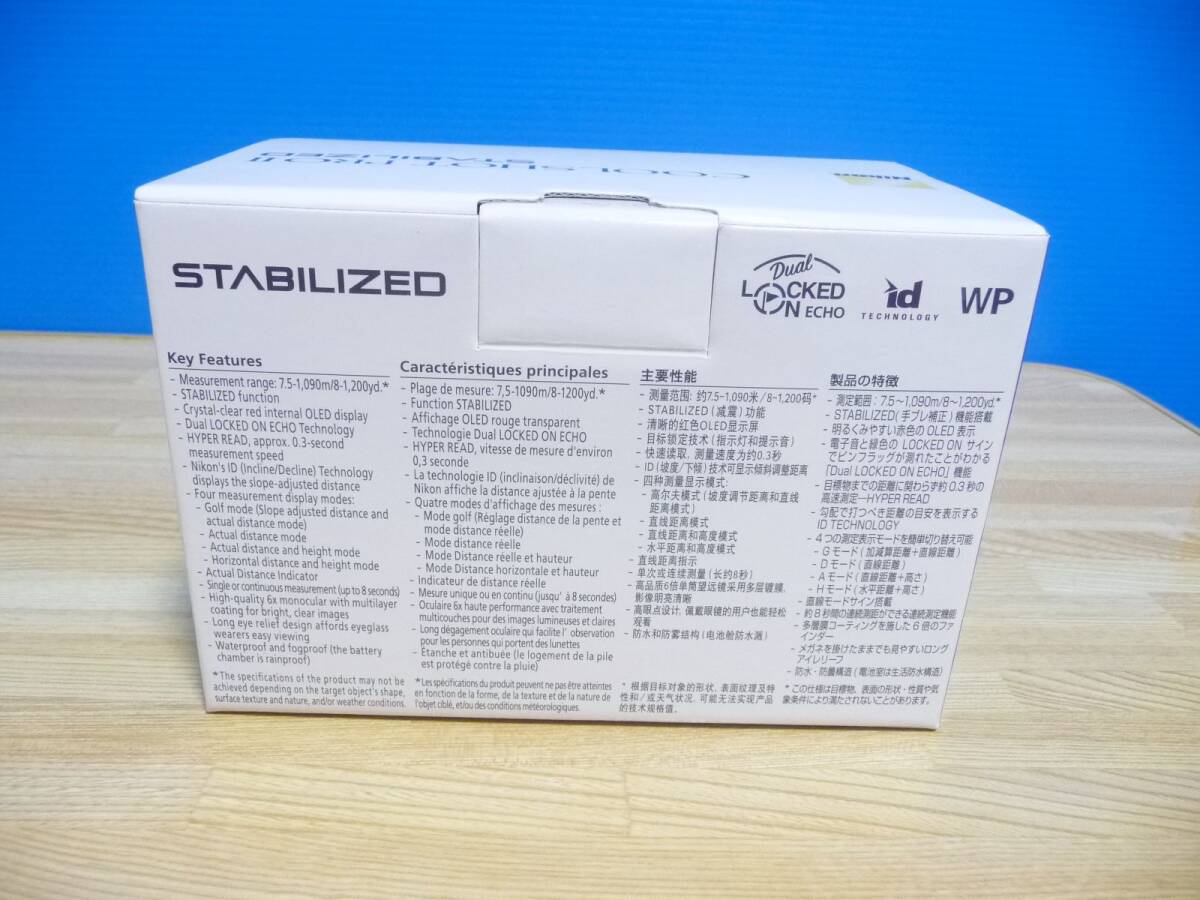 COOLSHOT PROII
STABILIZED
Nikon
STABILIZED
Dual
LOCKED
ON ECHO
id
TECHNOLOGY
WP
Key Features
- Measurement range: 7.5-1,090m/8-1,200yd.*
- STABILIZED function
- Crystal-clear red internal OLED display
- Dual LOCKED ON ECHO Technology
- HYPER READ, approx. 0.3-second
measurement speed
- Nikon's ID (Incline/Decline) Technology
displays the slope-adjusted distance
- Four measurement display modes:
- Golf mode (Slope adjusted distance and
actual distance mode)
- Actual distance mode
- Actual distance and height mode
- Horizontal distance and height mode
- Actual Distance Indicator
- Single or continuous measurement (up to 8 seconds)
- High-quality 6x monocular with multilayer
coating for bright, clear images
- Long eye relief design affords eyeglass
wearers easy viewing
- Waterproof and fogproof (the battery
chamber is rainproof)
*The specifications of the product may not be
achieved depending on the target object's shape,
surface texture and nature, and/or weather conditions.
Caractéristiques principales
- Plage de mesure: 7,5-1090m/8-1200yd.*
- Function STABILIZED
- Affichage OLED rouge transparent
- Technologie Dual LOCKED ON ECHO
- HYPER READ, vitesse de mesure d'environ
0,3 seconde
- La technologie ID (inclinaison/déclivité) de
Nikon affiche la distance ajustée à la pente
- Quatre modes d'affichage des mesures :
- Mode golf (Réglage distance de la pente et
mode distance réelle)
- Mode distance réelle
- Mode Distance réelle et hauteur
- Mode Distance horizontale et hauteur
- Indicateur de distance réelle
- Mesure unique ou en continu (jusqu' à 8 secondes)
- Oculaire 6x haute performance avec traitement
multicouches pour des images lumineuses et claires
- Long dégagement oculaire qui facilite l' observation
pour les personnes qui portent des lunettes
- Étanche et antibuée (le logement de la pile
est protégé contre la pluie)
*Les spécifications du produit peuvent ne pas être atteintes
en fonction de la forme, de la texture et de la nature de
l'objet ciblé, et/ou des conditions météorologiques.
主要性能
- 测量范围: 约7.5-1,090米/8-1,200码*
- STABILIZED (减震) 功能
- 清晰的红色OLED显示屏
- 目标锁定技术 (指示灯和提示音)
- 快速读取, 测量速度为约0.3秒
- ID (坡度/下倾) 技术可显示倾斜调整距离
- 四种测量显示模式:
- 高尔夫模式 (坡度调节距离和直线
距离模式)
- 直线距离模式
- 直线距离和高度模式
- 水平距离和高度模式
- 直线距离指示
- 单次或连续测量 (长约8秒)
- 高品质6倍单筒望远镜采用多层镀膜,
影像明亮清晰
- 高眼点设计, 佩戴眼镜的用户也能轻松
观看
- 防水和防雾结构 (电池舱防水溅)
* 根据目标对象的形状、表面纹理及特
性和/或天气状况, 可能无法实现产品
的技术规格值。
製品の特徴
- 測定範囲：7.5～1,090m/8～1,200yd.*
- STABILIZED(手ブレ補正)機能搭載
- 明るくみやすい赤色の OLED 表示
- 電子音と緑色の LOCKED ON サイン
でピンフラッグが測れたことがわかる
「Dual LOCKED ON ECHO」機能
- 目標物までの距離に関わらず約 0.3 秒の
高速測定―HYPER READ
- 勾配で打つべき距離の目安を表示する
ID TECHNOLOGY
- 4つの測定表示モードを簡単切り替え可能
- G モード(加減算距離+直線距離)
- D モード(直線距離)
- A モード(直線距離+高さ)
- H モード(水平距離+高さ)
- 直線モードサイン搭載
- 約 8 秒間の連続測距ができる連続測定機能
- 多層膜コーティングを施した 6 倍のファ
インダー
- メガネを掛けたままでも見やすいロング
アイレリーフ
- 防水・防曇構造(電池室は生活防水構造)
* この仕様は目標物、表面の形状・性質や気
象条件により満たされないことがあります。